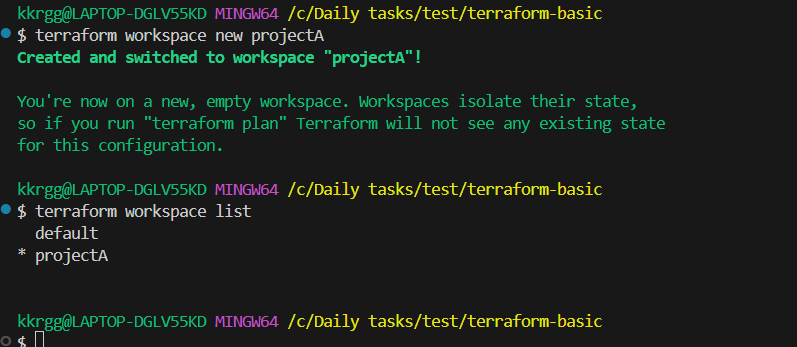 kkrgg@LAPTOP-DGLV55KD MINGW64 /c/Daily tasks/test/terraform-basic
$ terraform workspace new projectA
Created and switched to workspace "projectA"!
You're now on a new, empty workspace. Workspaces isolate their state,
so if you run "terraform plan" Terraform will not see any existing state
for this configuration.
kkrgg@LAPTOP-DGLV55KD MINGW64 /c/Daily tasks/test/terraform-basic
$ terraform workspace list
  default
* projectA
kkrgg@LAPTOP-DGLV55KD MINGW64 /c/Daily tasks/test/terraform-basic
$